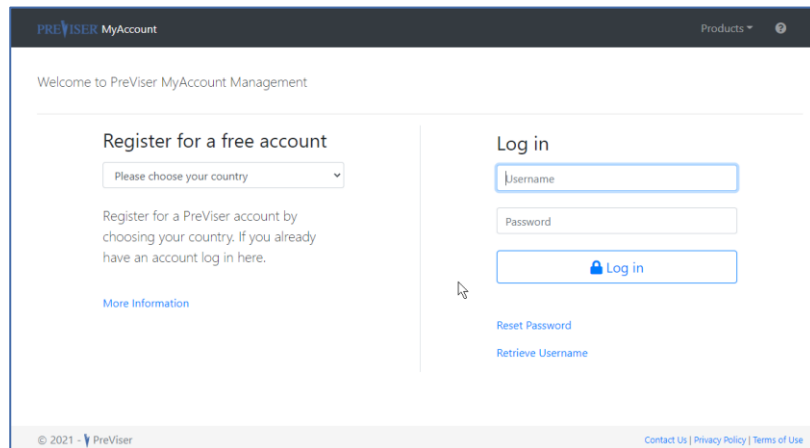 PREVISER MyAccount
Products
Welcome to PreViser MyAccount Management
Register for a free account
Please choose your country
Register for a PreViser account by
choosing your country. If you already
have an account log in here.
More Information
Log in
Username
Password
Log in
Reset Password
Retrieve Username
© 2021 - PreViser
Contact Us | Privacy Policy | Terms of Use